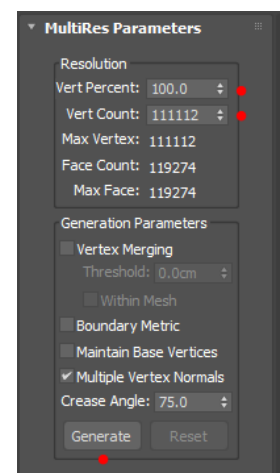 MultiRes Parameters
Resolution
Vert Percent: 100.0
Vert Count: 111112
Max Vertex: 111112
Face Count: 119274
Max Face: 119274
Generation Parameters
Vertex Merging
Threshold: 0.0cm
Within Mesh
Boundary Metric
Maintain Base Vertices
Multiple Vertex Normals
Crease Angle: 75.0
Generate Reset